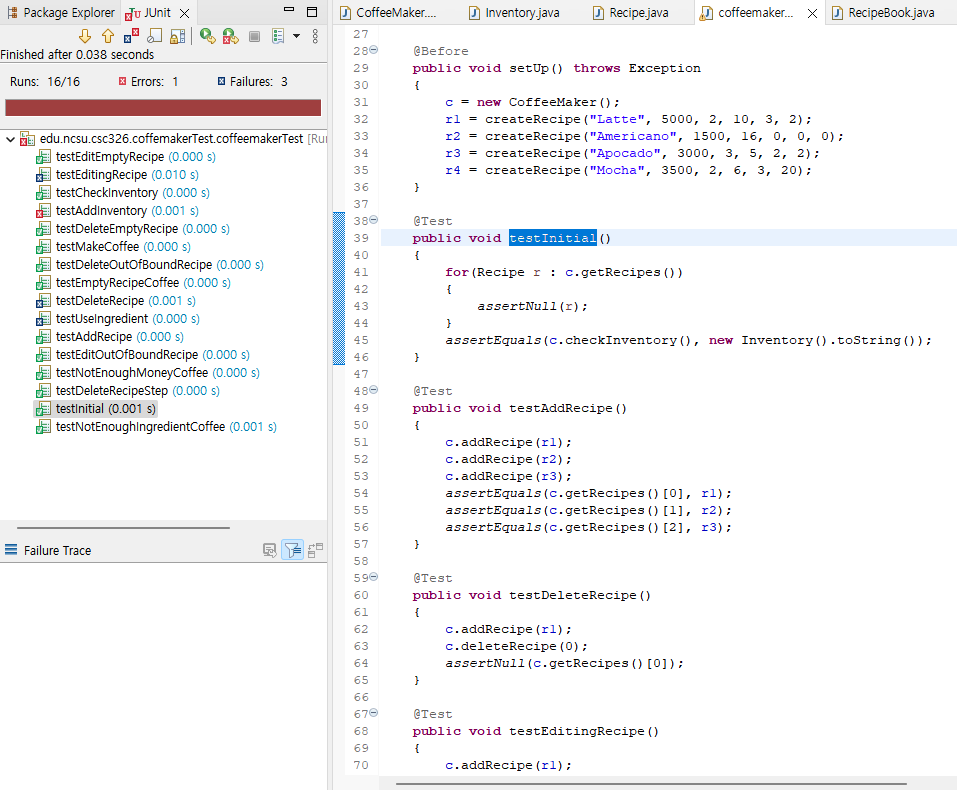 Package Explorer JUnit
Finished after 0.038 seconds
Runs: 16/16 Errors: 1 Failures: 3
edu.ncsu.csc326.coffemakerTest.coffeemakerTest [Ru
testEditEmptyRecipe (0.000 s)
testEditingRecipe (0.010 s)
testCheckInventory (0.000 s)
testAddInventory (0.001 s)
testDeleteEmptyRecipe (0.000 s)
testMakeCoffee (0.000 s)
testDeleteOutOfBoundRecipe (0.000 s)
testEmptyRecipeCoffee (0.000 s)
testDeleteRecipe (0.001 s)
testUseIngredient (0.000 s)
testAddRecipe (0.000 s)
testEditOutOfBoundRecipe (0.000 s)
testNotEnoughMoneyCoffee (0.000 s)
testDeleteRecipeStep (0.000 s)
testInitial (0.001 s)
testNotEnoughIngredientCoffee (0.001 s)
Failure Trace
CoffeeMaker.... Inventory.java Recipe.java coffeemaker... RecipeBook.java
27
28 @Before
29 public void setUp() throws Exception
30 {
31 c = new CoffeeMaker();
32 r1 = createRecipe("Latte", 5000, 2, 10, 3, 2);
33 r2 = createRecipe("Americano", 1500, 16, 0, 0, 0);
34 r3 = createRecipe("Apocado", 3000, 3, 5, 2, 2);
35 r4 = createRecipe("Mocha", 3500, 2, 6, 3, 20);
36 }
37
38 @Test
39 public void testInitial()
40 {
41 for(Recipe r : c.getRecipes())
42 {
43 assertNull(r);
44 }
45 assertEquals(c.checkInventory(), new Inventory().toString());
46 }
47
48 @Test
49 public void testAddRecipe()
50 {
51 c.addRecipe(r1);
52 c.addRecipe(r2);
53 c.addRecipe(r3);
54 assertEquals(c.getRecipes()[0], r1);
55 assertEquals(c.getRecipes()[1], r2);
56 assertEquals(c.getRecipes()[2], r3);
57 }
58
59 @Test
60 public void testDeleteRecipe()
61 {
62 c.addRecipe(r1);
63 c.deleteRecipe(0);
64 assertNull(c.getRecipes()[0]);
65 }
66
67 @Test
68 public void testEditingRecipe()
69 {
70 c.addRecipe(r1);